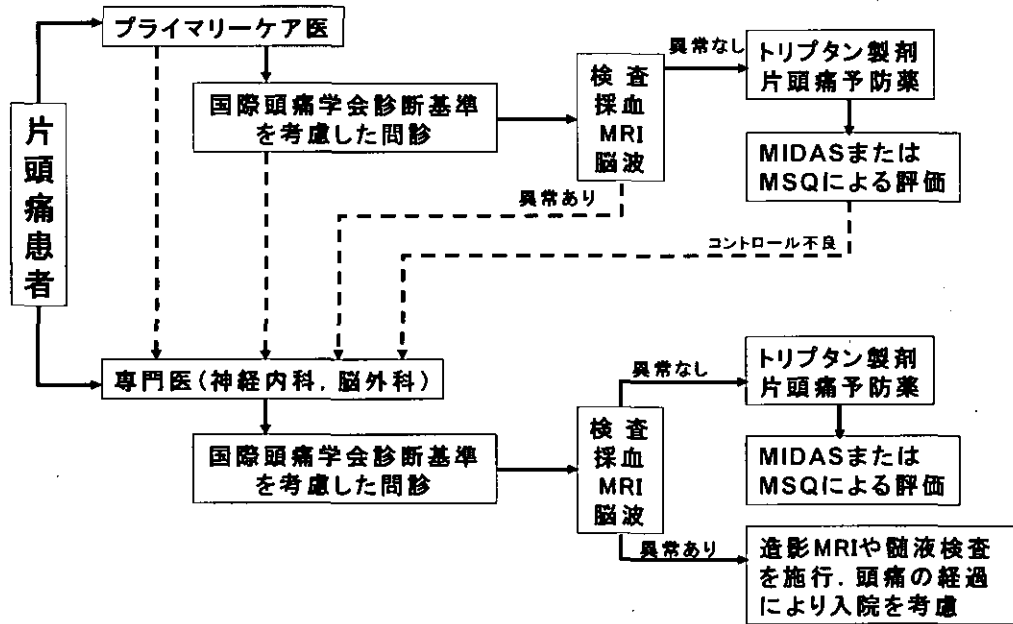 片頭痛患者
プライマリーケア医
国際頭痛学会診断基準
を考慮した問診
検 査
採血
MRI
脳波
異常なし
トリプタン製剤
片頭痛予防薬
MIDASまたは
MSQによる評価
異常あり
コントロール不良
専門医(神経内科, 脳外科)
国際頭痛学会診断基準
を考慮した問診
検 査
採血
MRI
脳波
異常なし
トリプタン製剤
片頭痛予防薬
MIDASまたは
MSQによる評価
異常あり
造影MRIや髄液検査
を施行. 頭痛の経過
により入院を考慮